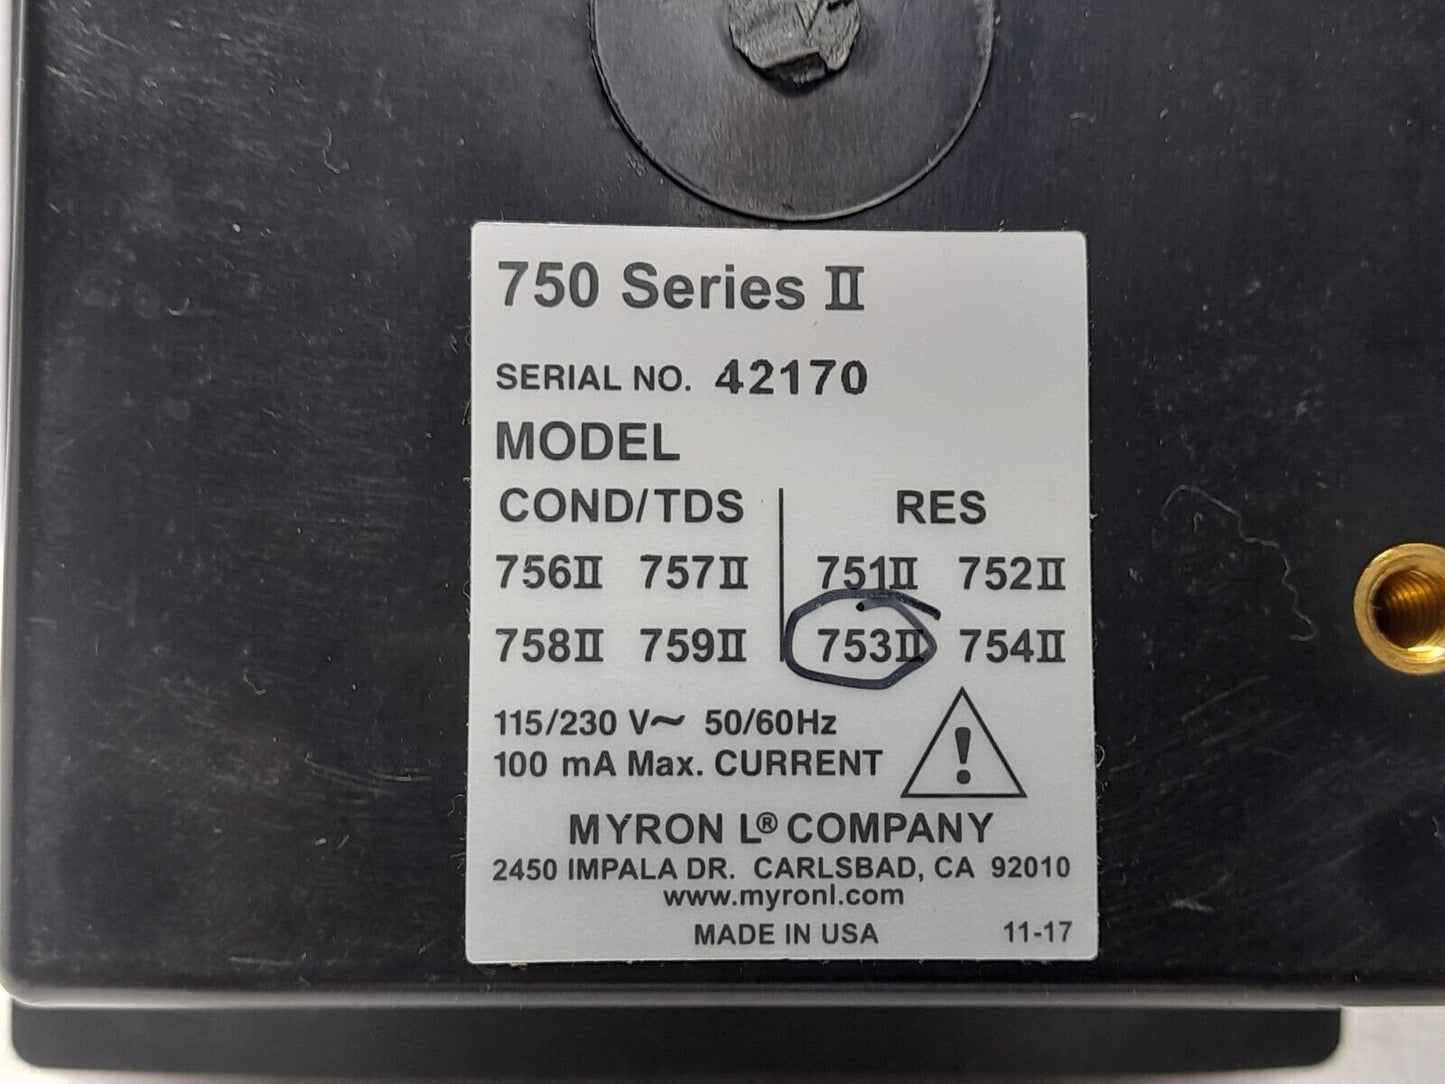 750 Series II
SERIAL NO. 42170
MODEL
COND/TDS RES
756II 757II 751II 752II
758II 759II 753II 754II
115/230 V~ 50/60Hz
100 mA Max. CURRENT !
MYRON L® COMPANY
2450 IMPALA DR. CARLSBAD, CA 92010
www.myronl.com
MADE IN USA 11-17